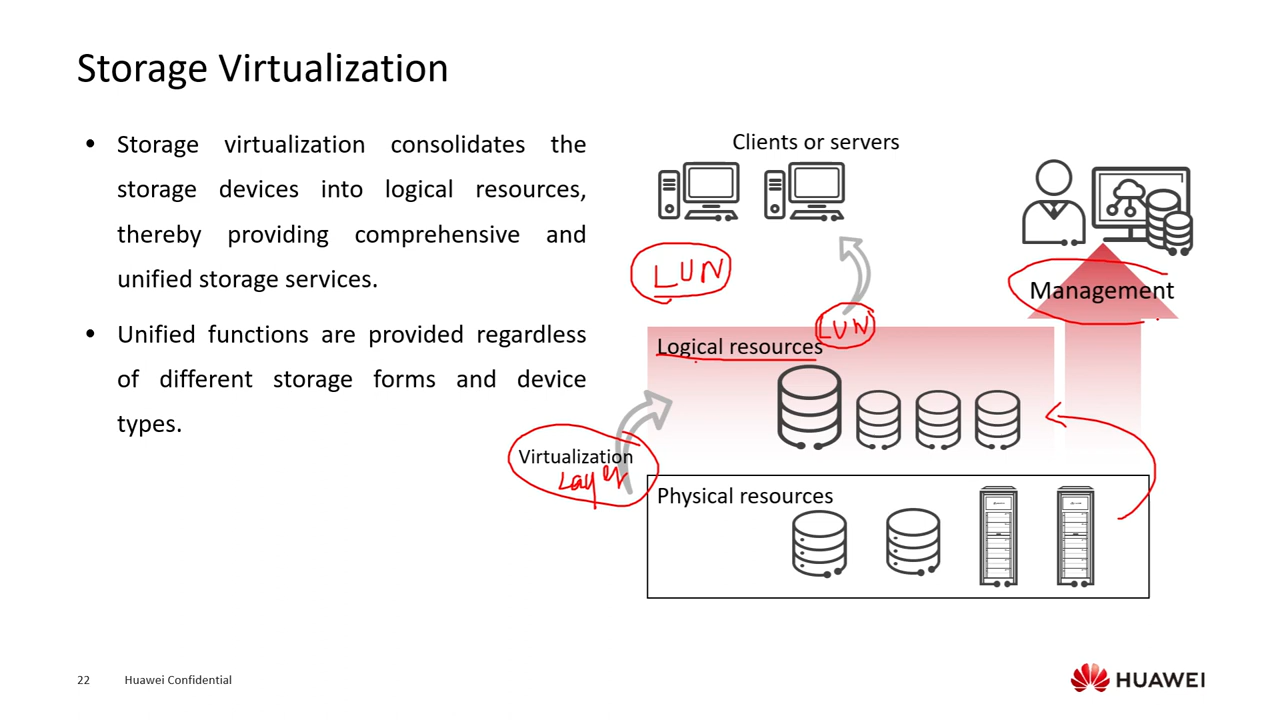 Storage Virtualization
• Storage virtualization consolidates the
storage devices into logical resources,
thereby providing comprehensive and
unified storage services.
• Unified functions are provided regardless
of different storage forms and device
types.
Clients or servers
LUN
Management
LUN
Logical resources
Virtualization
Layer
Physical resources
22 Huawei Confidential
HUAWEI